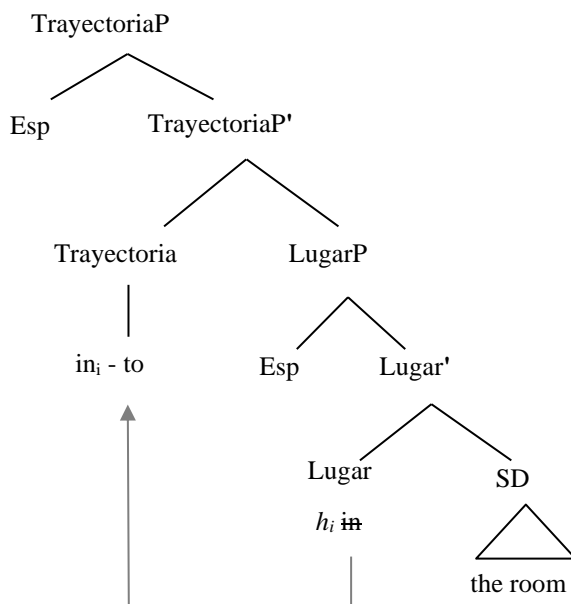 TrayectoriaP
Esp TrayectoriaP'
Trayectoria LugarP
inᵢ - to Esp Lugar'
Lugar SD
hᵢ in
the room